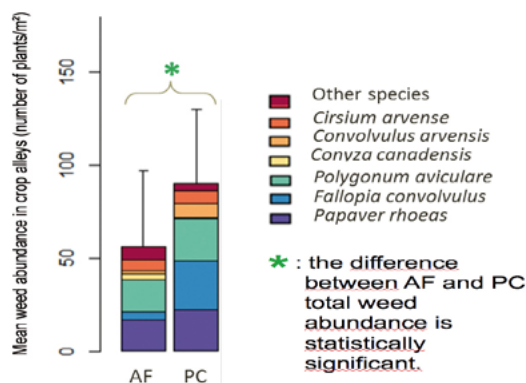 Mean weed abundance in crop alleys (number of plants/m²)
150
100
50
0
*
AF
PC
Other species
Cirsium arvense
Convolvulus arvensis
Conyza canadensis
Polygonum aviculare
Fallopia convolvulus
Papaver rhoeas
* : the difference
between AF and PC
total weed
abundance is
statistically
significant.